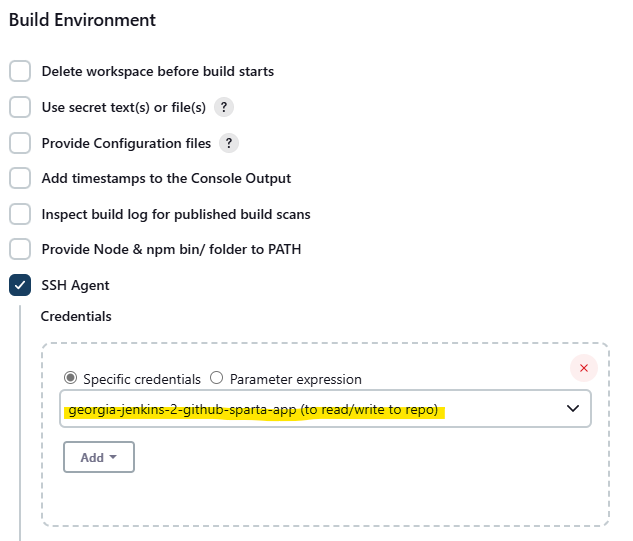 Build Environment
Delete workspace before build starts
Use secret text(s) or file(s) ?
Provide Configuration files ?
Add timestamps to the Console Output
Inspect build log for published build scans
Provide Node & npm bin/ folder to PATH
SSH Agent
Credentials
Specific credentials Parameter expression
georgia-jenkins-2-github-sparta-app (to read/write to repo)
Add